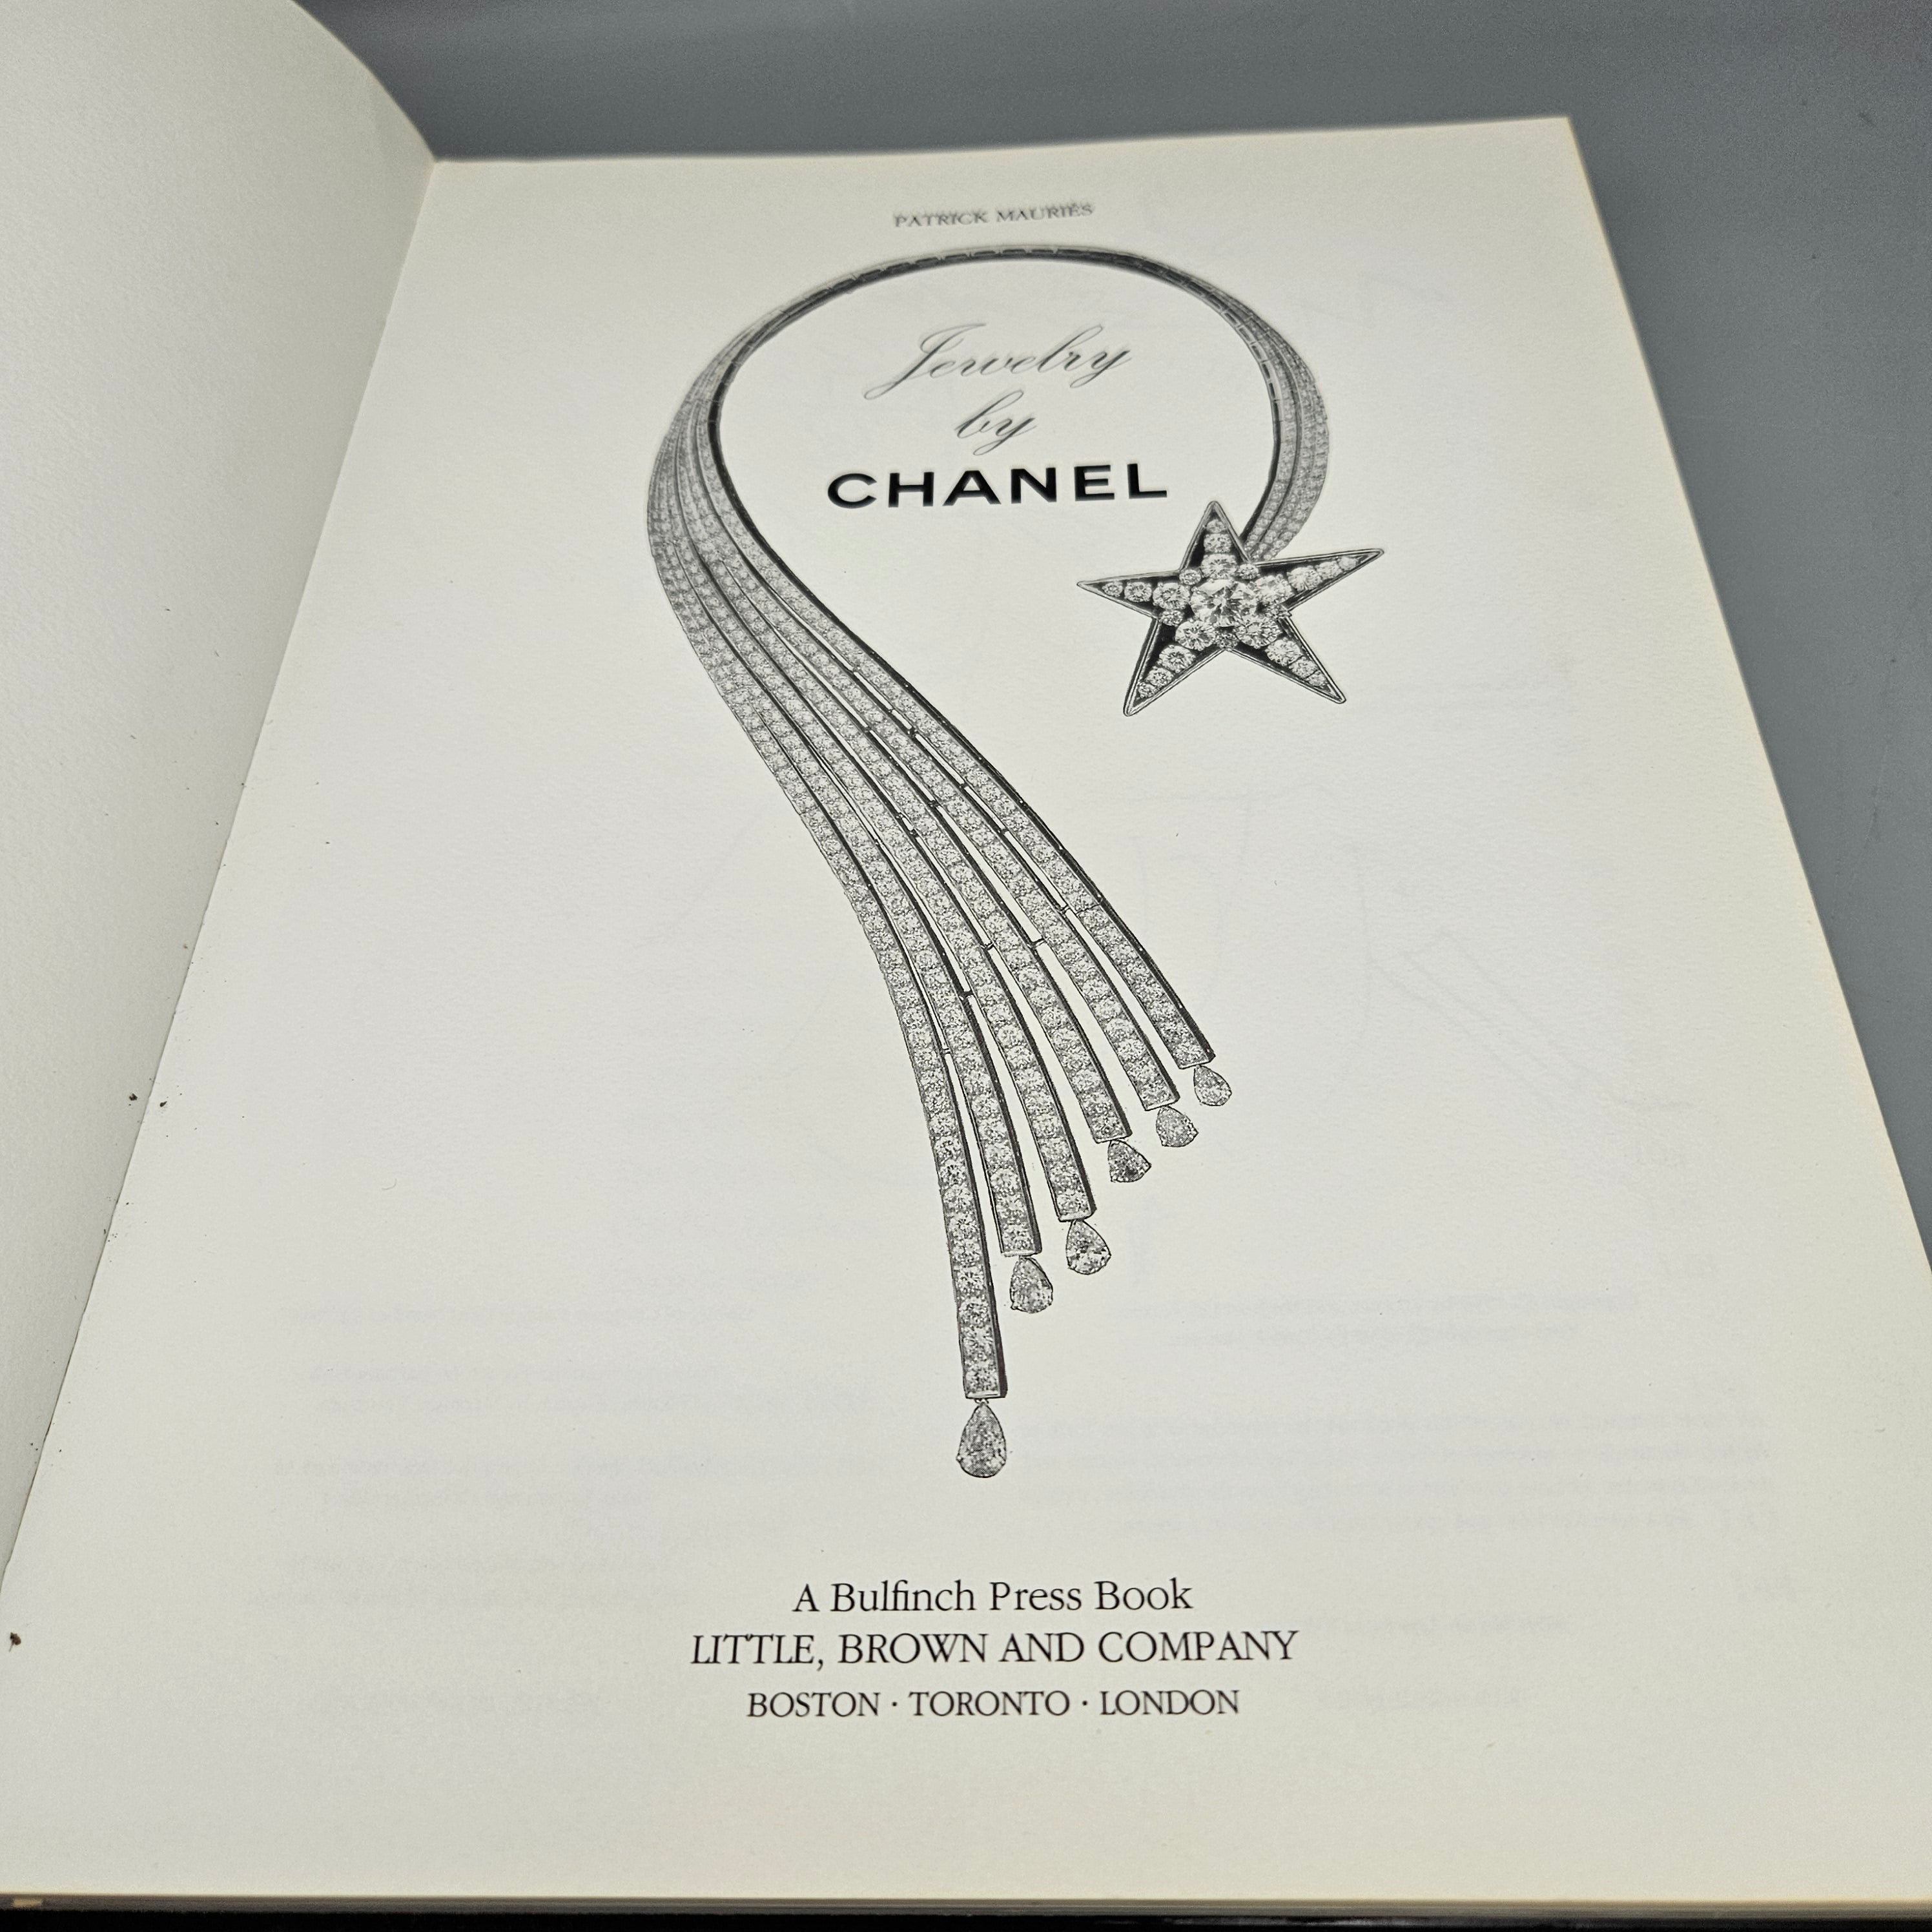 PATRICK MAURIÈS
Jewelry
by
CHANEL
A Bulfinch Press Book
LITTLE, BROWN AND COMPANY
BOSTON · TORONTO · LONDON